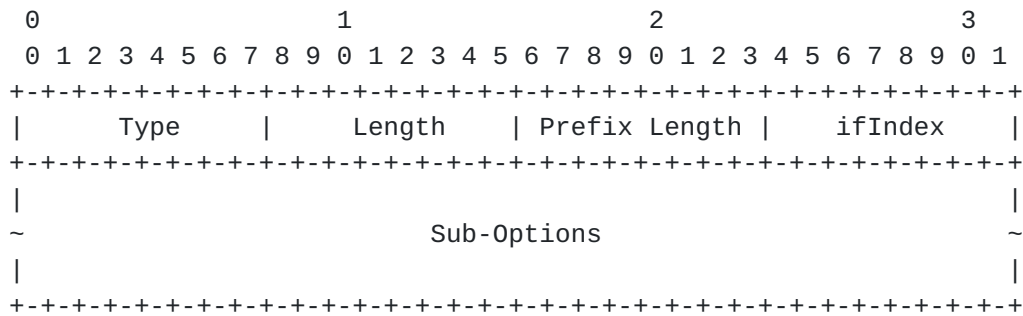 0                   1                   2                   3
 0 1 2 3 4 5 6 7 8 9 0 1 2 3 4 5 6 7 8 9 0 1 2 3 4 5 6 7 8 9 0 1
+-+-+-+-+-+-+-+-+-+-+-+-+-+-+-+-+-+-+-+-+-+-+-+-+-+-+-+-+-+-+-+-+
|      Type     |     Length    | Prefix Length |    ifIndex    |
+-+-+-+-+-+-+-+-+-+-+-+-+-+-+-+-+-+-+-+-+-+-+-+-+-+-+-+-+-+-+-+-+
|                                                               |
~                          Sub-Options                          ~
|                                                               |
+-+-+-+-+-+-+-+-+-+-+-+-+-+-+-+-+-+-+-+-+-+-+-+-+-+-+-+-+-+-+-+-+